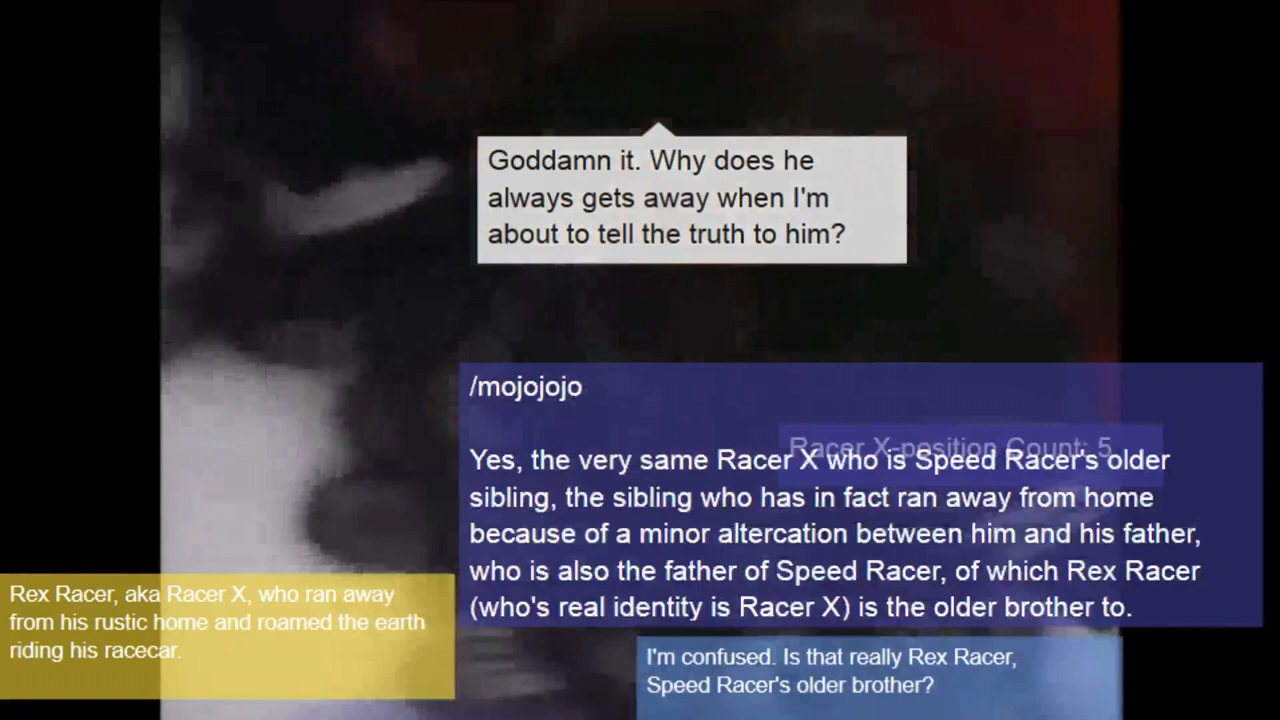 Goddamn it. Why does he
always gets away when I'm
about to tell the truth to him?
/mojojojo
Racer X-position Count: 5
Yes, the very same Racer X who is Speed Racer's older
sibling, the sibling who has in fact ran away from home
because of a minor altercation between him and his father,
who is also the father of Speed Racer, of which Rex Racer
(who's real identity is Racer X) is the older brother to.
Rex Racer, aka Racer X, who ran away
from his rustic home and roamed the earth
riding his racecar.
I'm confused. Is that really Rex Racer,
Speed Racer's older brother?